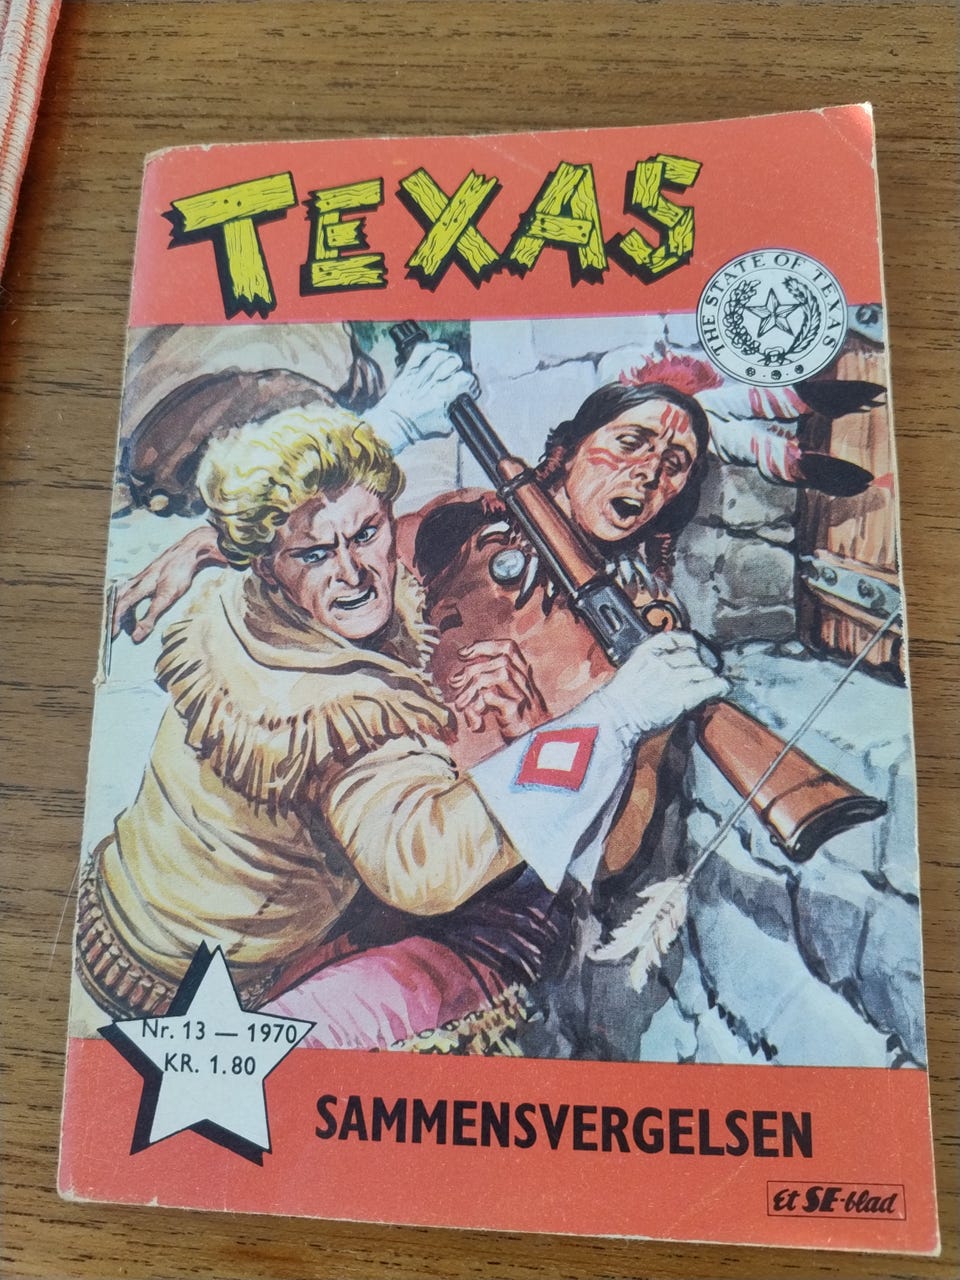 TEXAS
THE STATE OF TEXAS
Nr. 13 — 1970
KR. 1.80
SAMMENSVERGELSEN
Et SE-blad